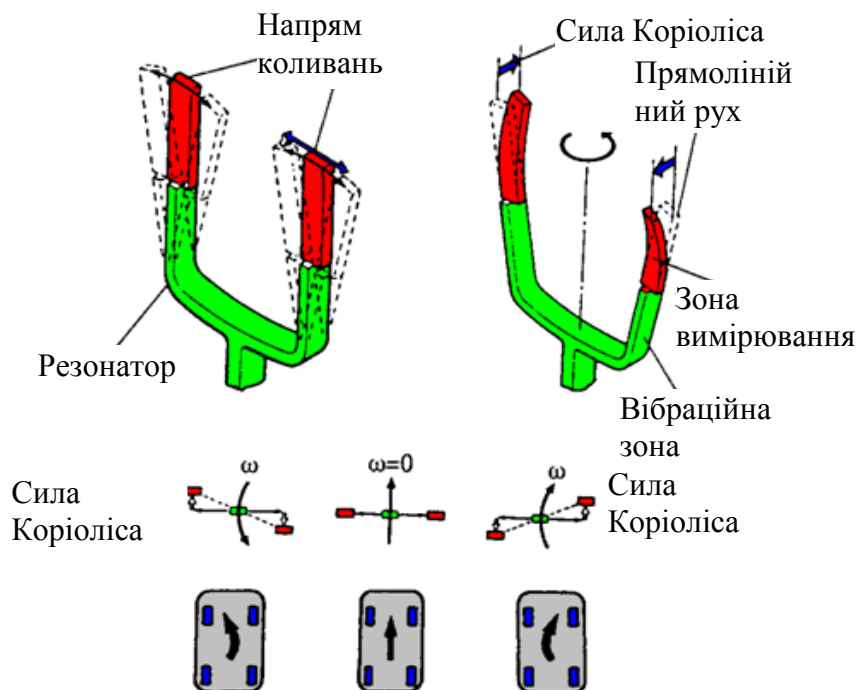 Напрям
коливань
Сила Коріоліса
Прямоліній
ний рух
Резонатор
Зона
вимірювання
Вібраційна
зона
Сила
Коріоліса
ω
ω=0
ω
Сила
Коріоліса